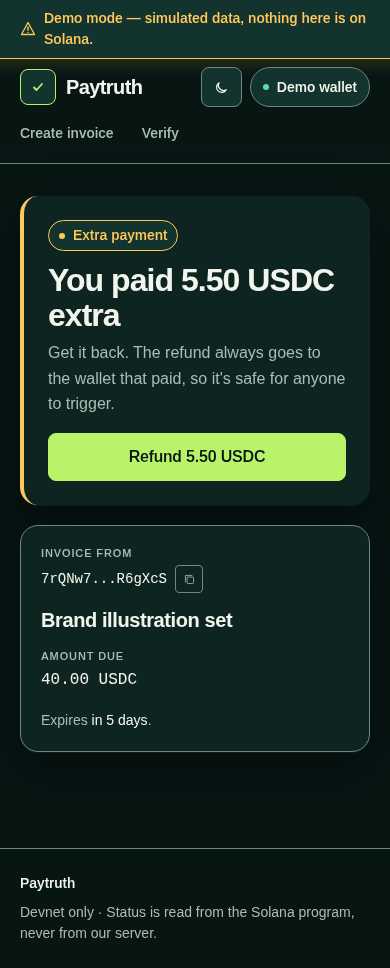 Demo mode — simulated data, nothing here is on
Solana.
Paytruth
Demo wallet
Create invoice
Verify
Extra payment
You paid 5.50 USDC
extra
Get it back. The refund always goes to
the wallet that paid, so it's safe for anyone
to trigger.
Refund 5.50 USDC
INVOICE FROM
7rQNw7...R6gXcS
Brand illustration set
AMOUNT DUE
40.00 USDC
Expires in 5 days.
Paytruth
Devnet only · Status is read from the Solana program,
never from our server.